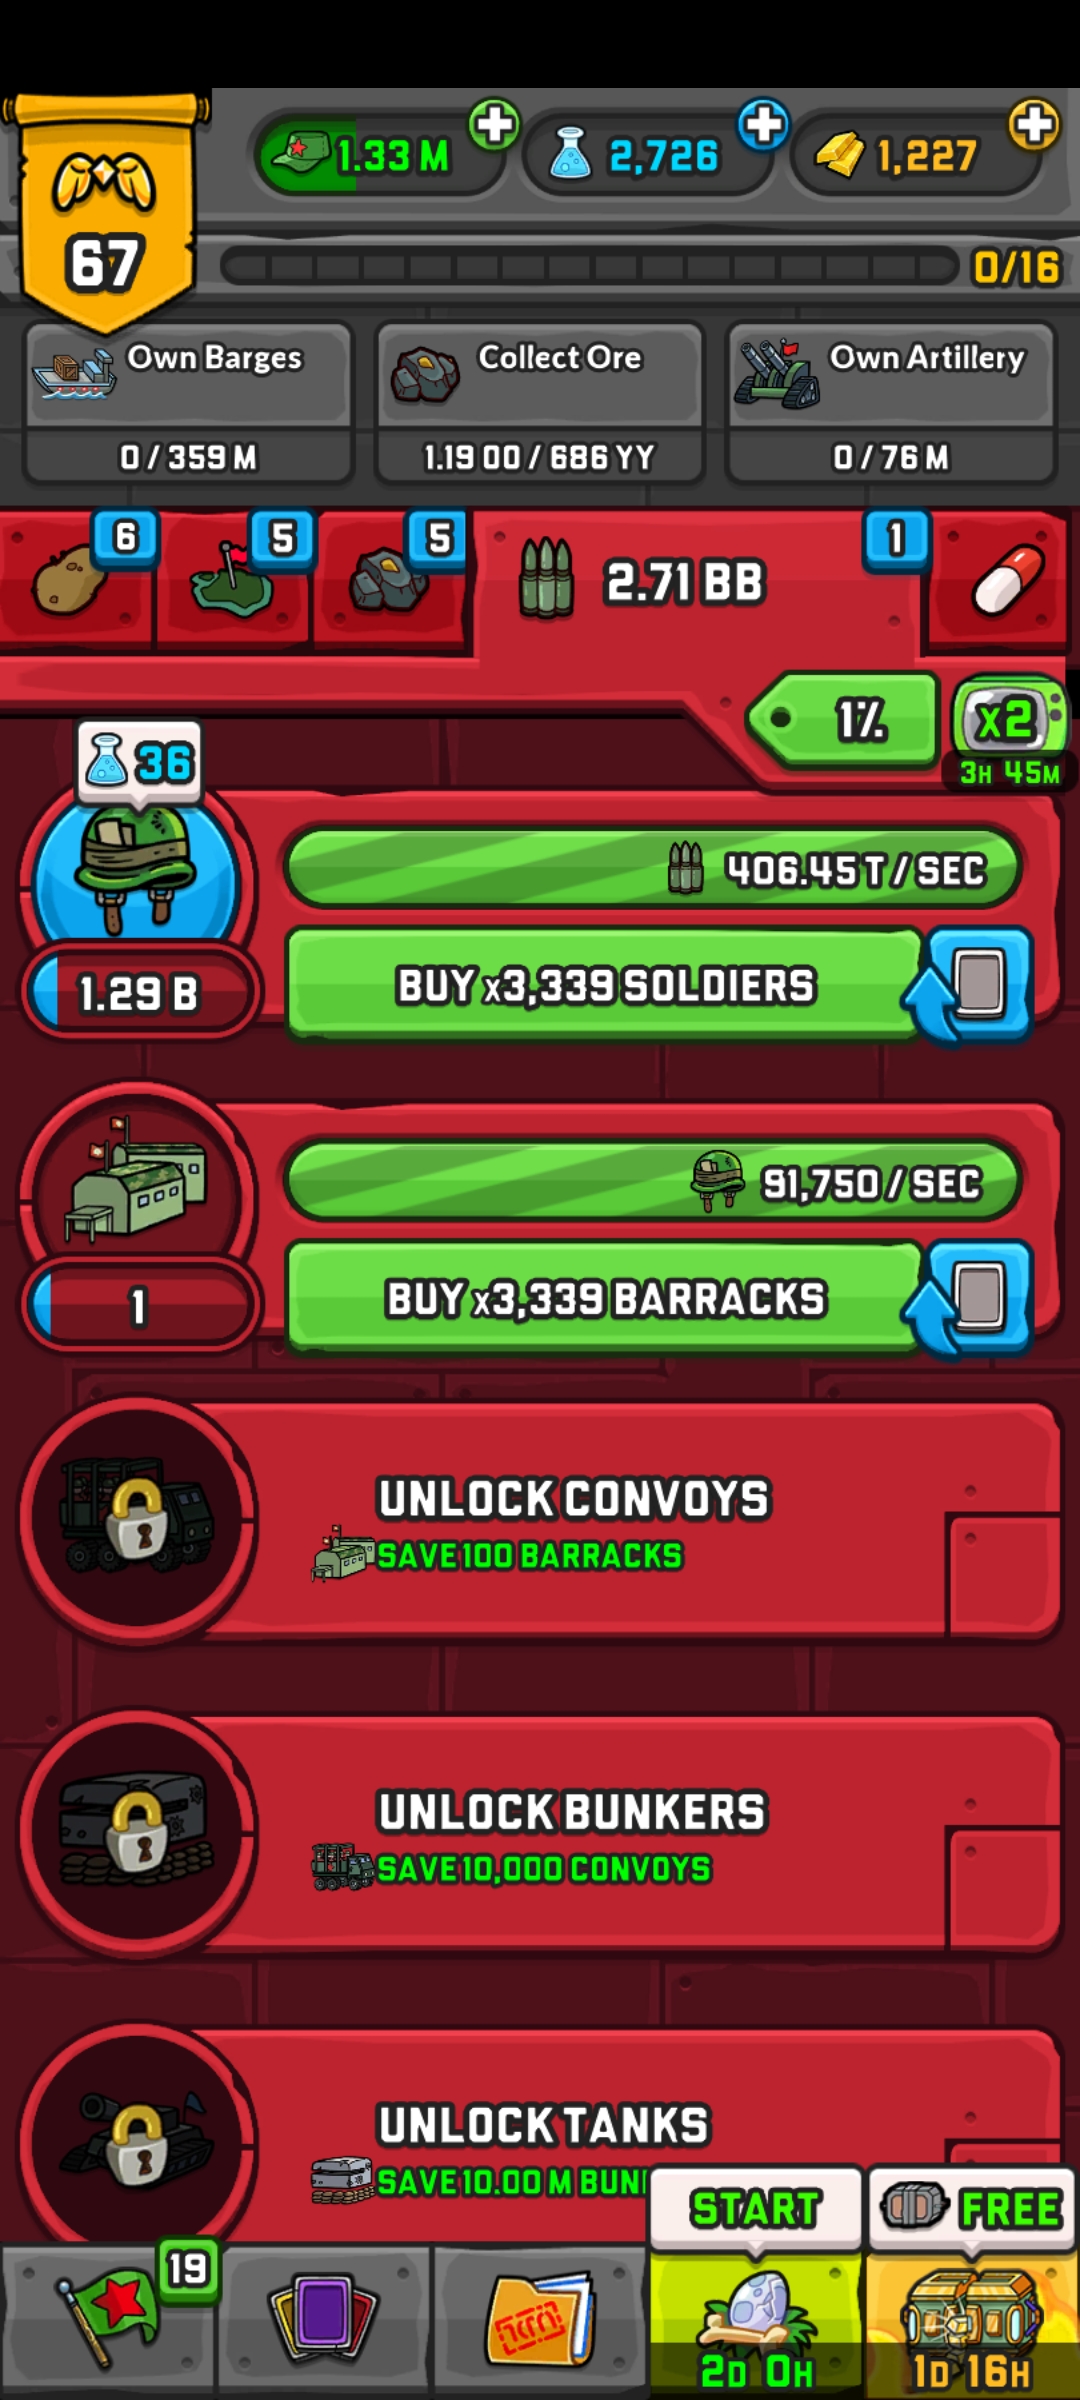 67
1.33 M
2,726
1,227
0/16
Own Barges
0 / 359 M
Collect Ore
1.19 OO / 686 YY
Own Artillery
0 / 76 M
6
5
5
2.71 BB
1
1%
x2
3H 45M
36
406.45 T / SEC
1.29 B
BUY x3,339 SOLDIERS
91,750 / SEC
1
BUY x3,339 BARRACKS
UNLOCK CONVOYS
SAVE 100 BARRACKS
UNLOCK BUNKERS
SAVE 10,000 CONVOYS
UNLOCK TANKS
SAVE 10.00 M BUN
START
FREE
19
2D 0H
1D 16H